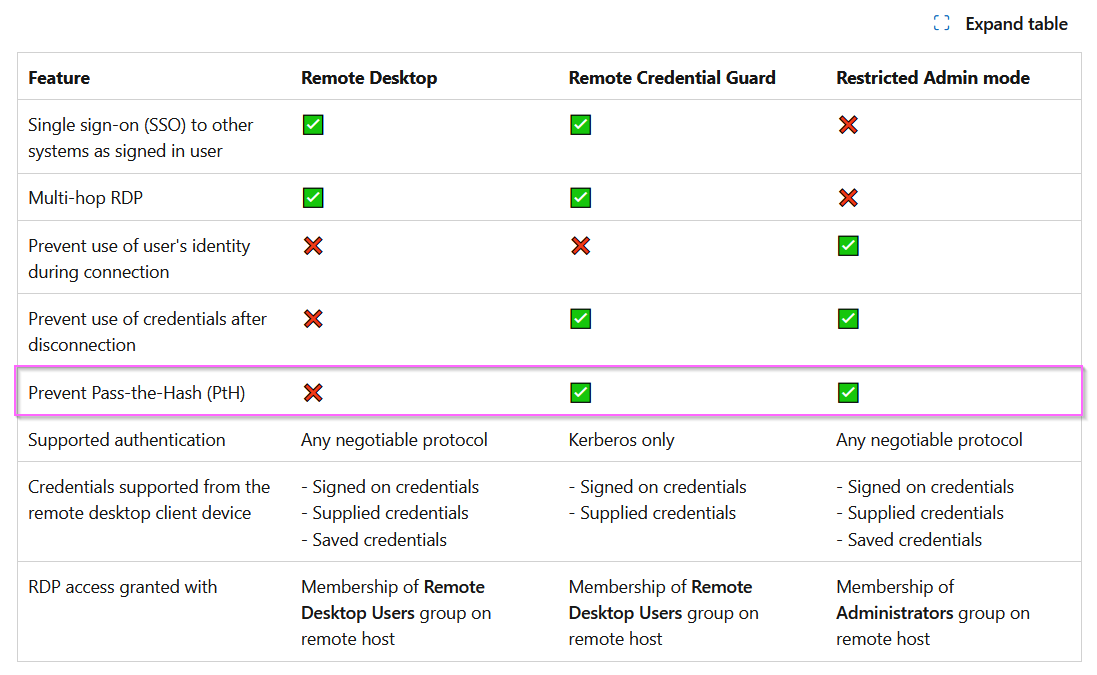 Expand table
Feature Remote Desktop Remote Credential Guard Restricted Admin mode
Single sign-on (SSO) to other
systems as signed in user
Multi-hop RDP
Prevent use of user's identity
during connection
Prevent use of credentials after
disconnection
Prevent Pass-the-Hash (PtH)
Supported authentication Any negotiable protocol Kerberos only Any negotiable protocol
Credentials supported from the - Signed on credentials - Signed on credentials - Signed on credentials
remote desktop client device - Supplied credentials - Supplied credentials - Supplied credentials
- Saved credentials - Saved credentials
RDP access granted with Membership of Remote Membership of Remote Membership of
Desktop Users group on Desktop Users group on Administrators group on
remote host remote host remote host